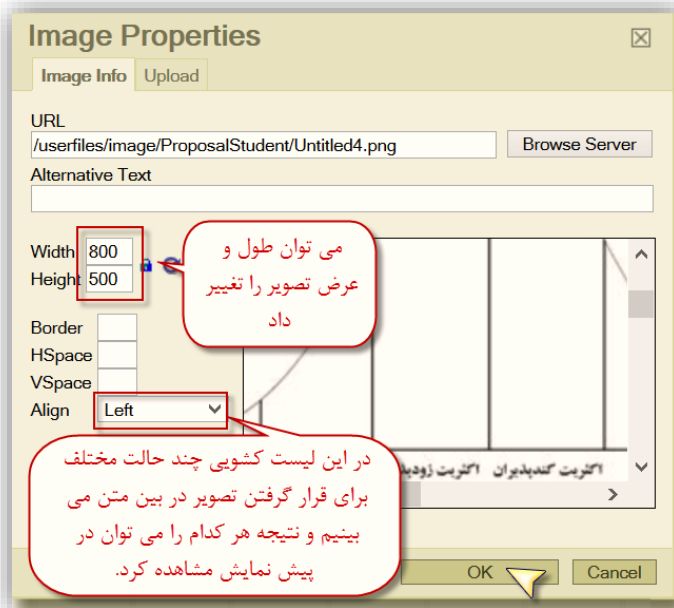 Image Properties
Image Info Upload
URL
/userfiles/image/ProposalStudent/Untitled4.png Browse Server
Alternative Text
Width 800
Height 500
می توان طول و
عرض تصویر را تغییر
داد
Border
HSpace
VSpace
Align Left
اکثریت کندپذیران اکثریت
در این لیست کشویی چند حالت مختلف
برای قرار گرفتن تصویر در بین متن می
بینیم و نتیجه هر کدام را می توان در
پیش نمایش مشاهده کرد.
OK Cancel